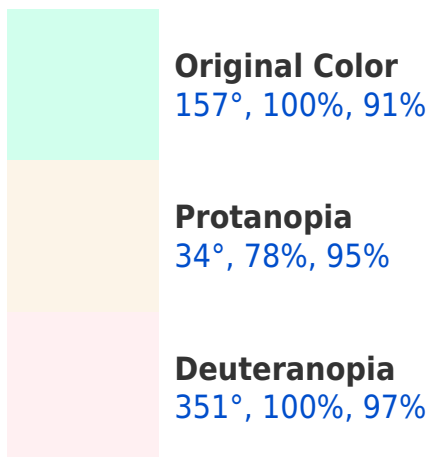 Original Color
157°, 100%, 91%
Protanopia
34°, 78%, 95%
Deuteranopia
351°, 100%, 97%